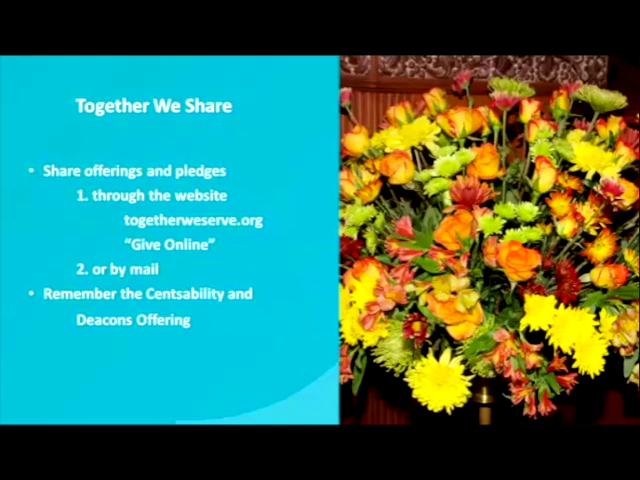 Together We Share
• Share offerings and pledges
1. through the website
togetherweserve.org
“Give Online”
2. or by mail
• Remember the Centsability and
Deacons Offering